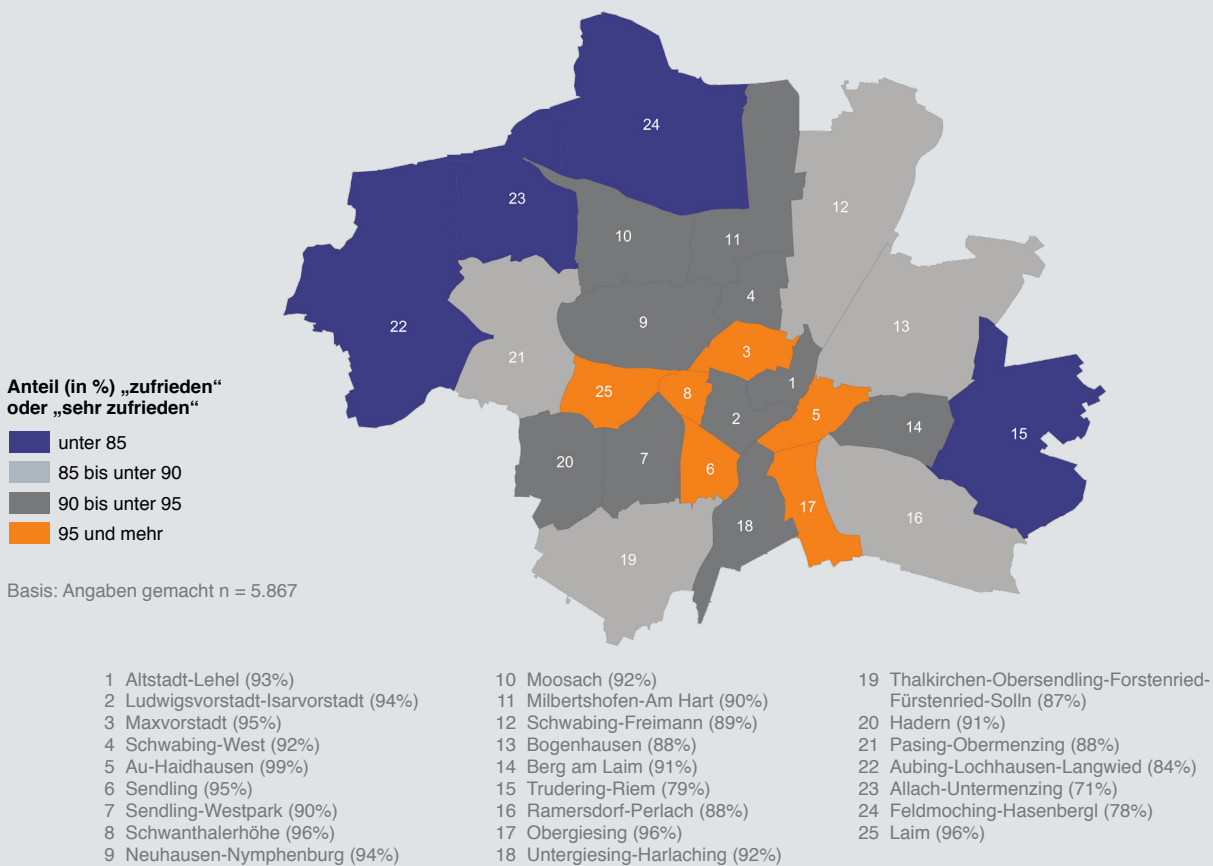 24
23
12
10
11
4
22
9
13
21
3
25
8
1
2
5
14
15
20
7
6
17
18
16
19
Anteil (in %) „zufrieden“
oder „sehr zufrieden“
unter 85
85 bis unter 90
90 bis unter 95
95 und mehr
Basis: Angaben gemacht n = 5.867
1 Altstadt-Lehel (93%)
2 Ludwigsvorstadt-Isarvorstadt (94%)
3 Maxvorstadt (95%)
4 Schwabing-West (92%)
5 Au-Haidhausen (99%)
6 Sendling (95%)
7 Sendling-Westpark (90%)
8 Schwanthalerhöhe (96%)
9 Neuhausen-Nymphenburg (94%)
10 Moosach (92%)
11 Milbertshofen-Am Hart (90%)
12 Schwabing-Freimann (89%)
13 Bogenhausen (88%)
14 Berg am Laim (91%)
15 Trudering-Riem (79%)
16 Ramersdorf-Perlach (88%)
17 Obergiesing (96%)
18 Untergiesing-Harlaching (92%)
19 Thalkirchen-Obersendling-Forstenried-
Fürstenried-Solln (87%)
20 Hadern (91%)
21 Pasing-Obermenzing (88%)
22 Aubing-Lochhausen-Langwied (84%)
23 Allach-Untermenzing (71%)
24 Feldmoching-Hasenbergl (78%)
25 Laim (96%)